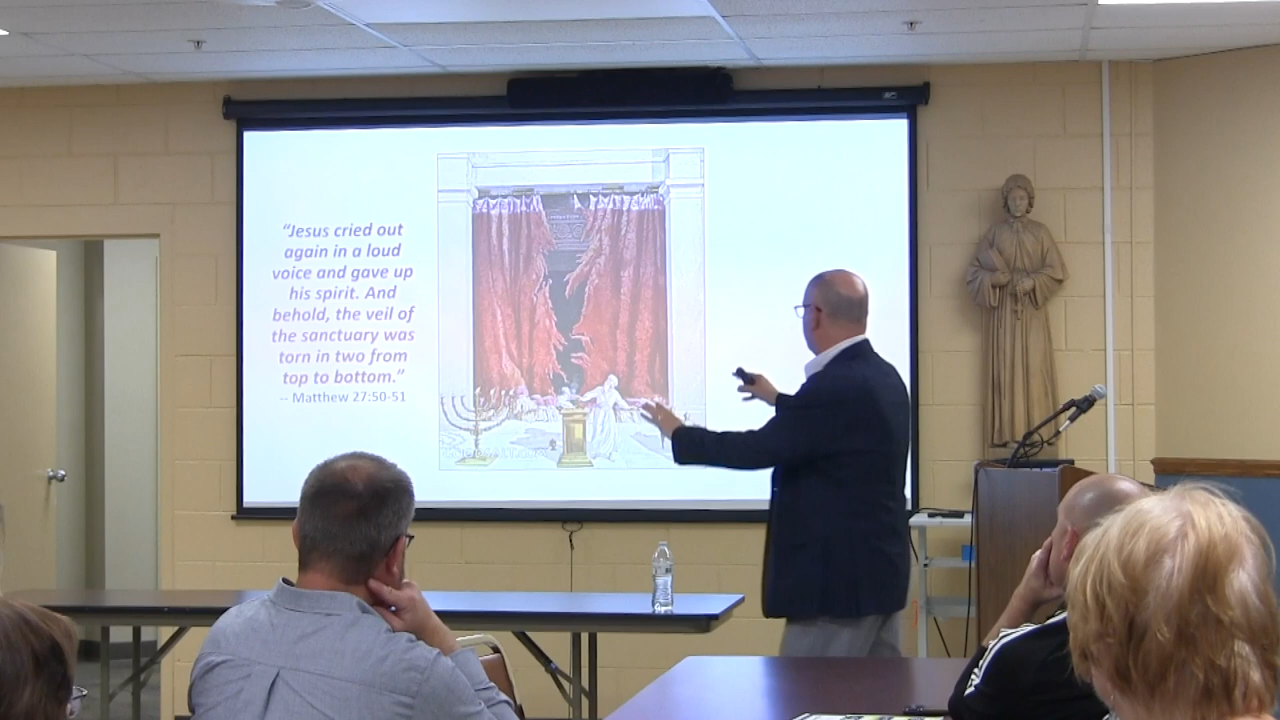 “Jesus cried out
again in a loud
voice and gave up
his spirit. And
behold, the veil of
the sanctuary was
torn in two from
top to bottom.”
-- Matthew 27:50-51